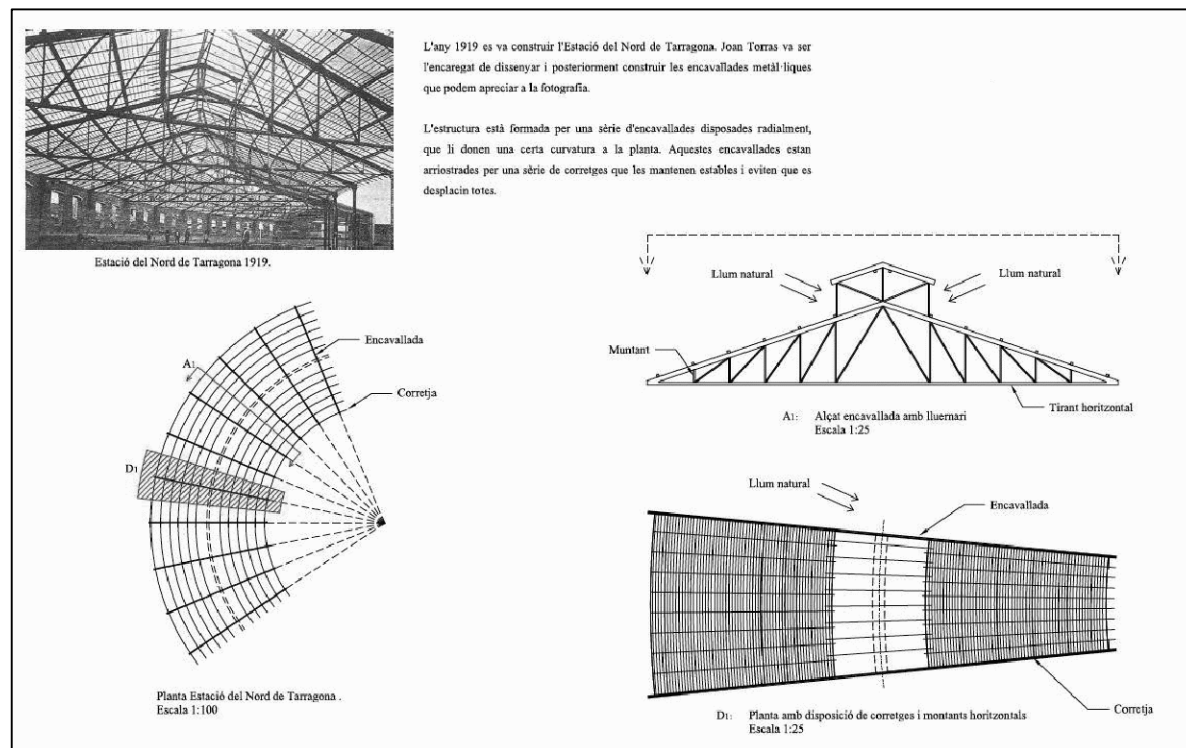 L'any 1919 es va construir l'Estació del Nord de Tarragona. Joan Torras va ser
l'encaregat de dissenyar i posteriorment construir les encavallades metàl·liques
que podem apreciar a la fotografia.
L'estructura està formada per una sèrie d'encavallades disposades radialment,
que li donen una certa curvatura a la planta. Aquestes encavallades estan
arriostrades per una sèrie de corretges que les mantenen estables i eviten que es
desplacin totes.
Estació del Nord de Tarragona 1919.
Llum natural
Llum natural
Muntant
Tirant horitzontal
A1: Alçat encavallada amb lluernari
Escala 1:25
Encavallada
A1
Corretja
D1
Planta Estació del Nord de Tarragona .
Escala 1:100
Llum natural
Encavallada
Corretja
D1: Planta amb disposició de corretges i montants horitzontals
Escala 1:25